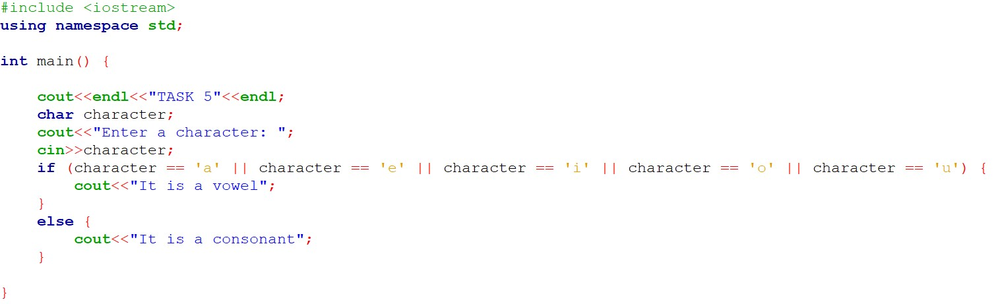 #include <iostream>
using namespace std;
int main() {
cout<<endl<<"TASK 5"<<endl;
char character;
cout<<"Enter a character: ";
cin>>character;
if (character == 'a' || character == 'e' || character == 'i' || character == 'o' || character == 'u') {
cout<<"It is a vowel";
}
else {
cout<<"It is a consonant";
}
}